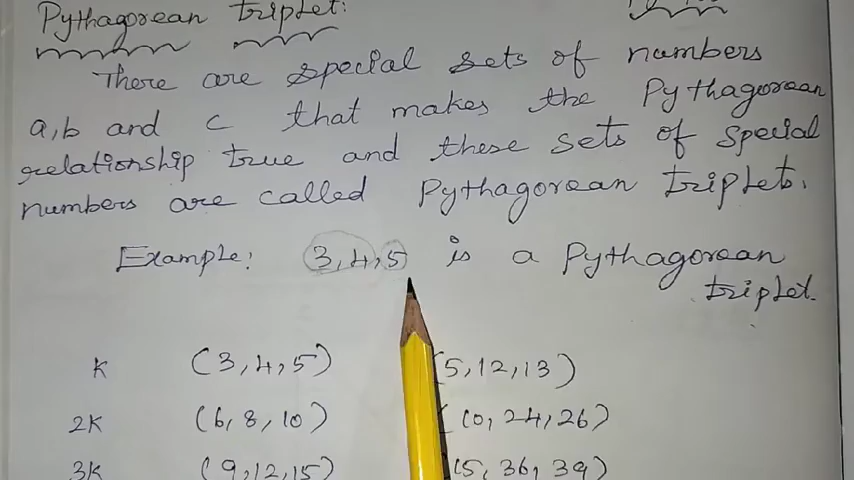 Pythagorean triplet:
There are special sets of numbers
a,b and c that makes the Pythagorean
relationship true and these sets of special
numbers are called Pythagorean triplets.
Example: 3,4,5 is a Pythagorean
triplet.
K (3,4,5) (5,12,13)
2K (6,8,10) (10,24,26)
3K (9,12,15) (15,36,39)